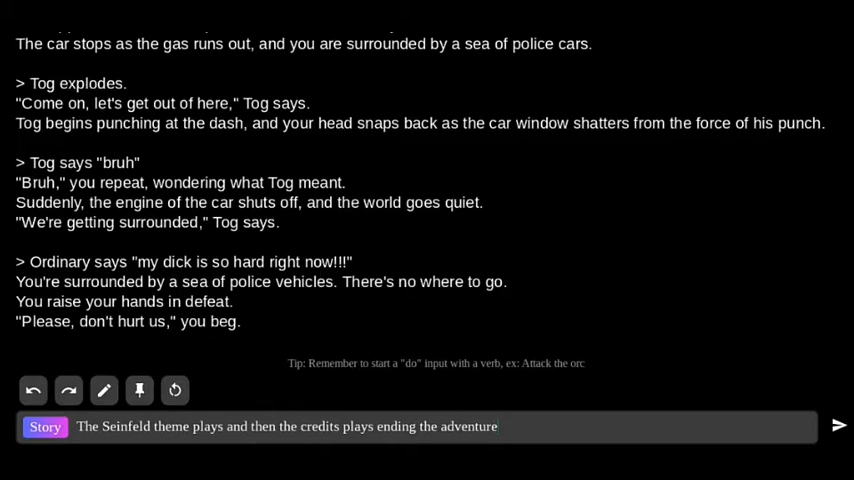 The car stops as the gas runs out, and you are surrounded by a sea of police cars.
> Tog explodes.
"Come on, let's get out of here," Tog says.
Tog begins punching at the dash, and your head snaps back as the car window shatters from the force of his punch.
> Tog says "bruh"
"Bruh," you repeat, wondering what Tog meant.
Suddenly, the engine of the car shuts off, and the world goes quiet.
"We're getting surrounded," Tog says.
> Ordinary says "my dick is so hard right now!!!"
You're surrounded by a sea of police vehicles. There's no where to go.
You raise your hands in defeat.
"Please, don't hurt us," you beg.
Tip: Remember to start a "do" input with a verb, ex: Attack the orc
Story The Seinfeld theme plays and then the credits plays ending the adventure